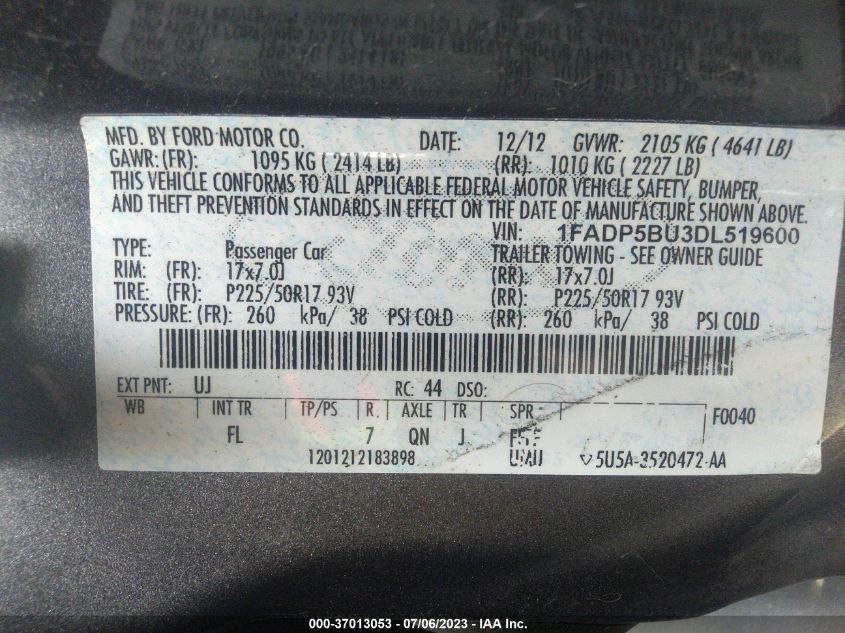 MFD. BY FORD MOTOR CO. DATE: 12/12 GVWR: 2105 KG ( 4641 LB)
GAWR: (FR): 1095 KG ( 2414 LB) (RR): 1010 KG ( 2227 LB)
THIS VEHICLE CONFORMS TO ALL APPLICABLE FEDERAL MOTOR VEHICLE SAFETY, BUMPER,
AND THEFT PREVENTION STANDARDS IN EFFECT ON THE DATE OF MANUFACTURE SHOWN ABOVE.
VIN: 1FADP5BU3DL519600
TYPE: Passenger Car TRAILER TOWING - SEE OWNER GUIDE
RIM: (FR): 17x7.0J (RR): 17x7.0J
TIRE: (FR): P225/50R17 93V (RR): P225/50R17 93V
PRESSURE: (FR): 260 kPa/ 38 PSI COLD (RR): 260 kPa/ 38 PSI COLD
EXT PNT: UJ RC: 44 DSO:
WB INT TR TP/PS R. AXLE TR SPR F0040
FL 7 QN J
1201212183898 5U5A-3520472-AA
000-37013053 - 07/06/2023 - IAA Inc.